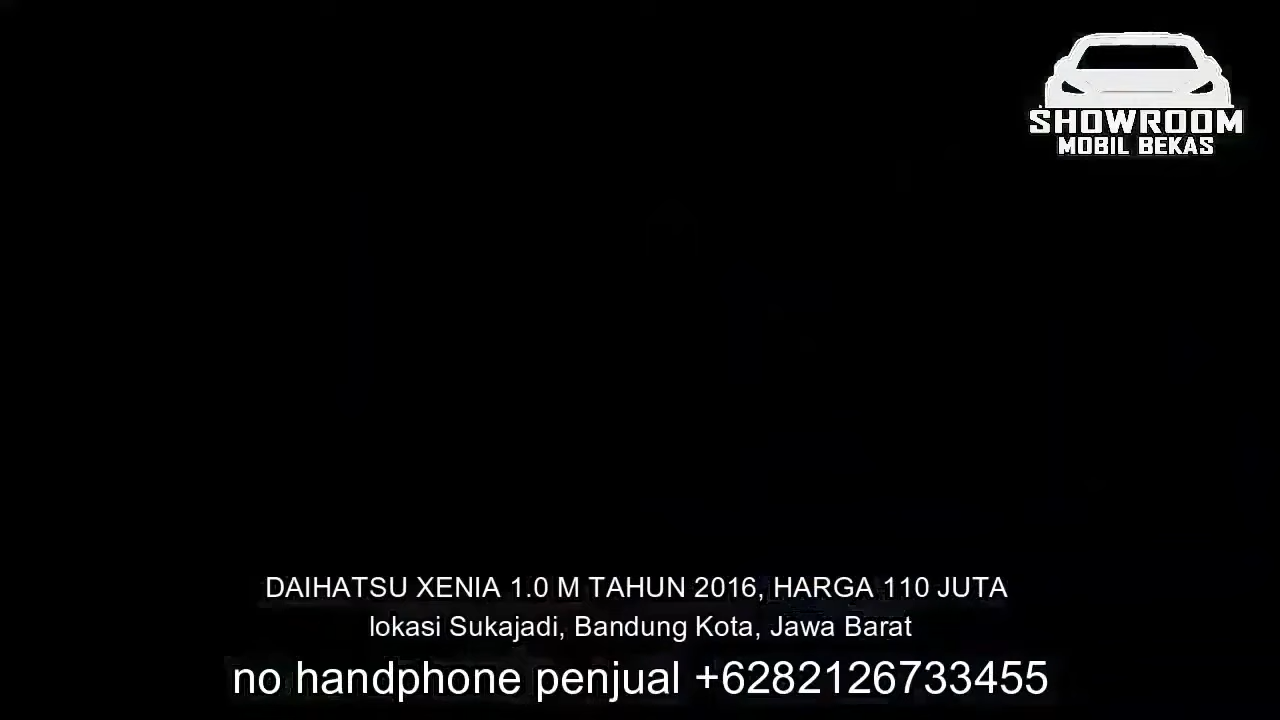 SHOWROOM
MOBIL BEKAS
DAIHATSU XENIA 1.0 M TAHUN 2016, HARGA 110 JUTA
lokasi Sukajadi, Bandung Kota, Jawa Barat
no handphone penjual +6282126733455